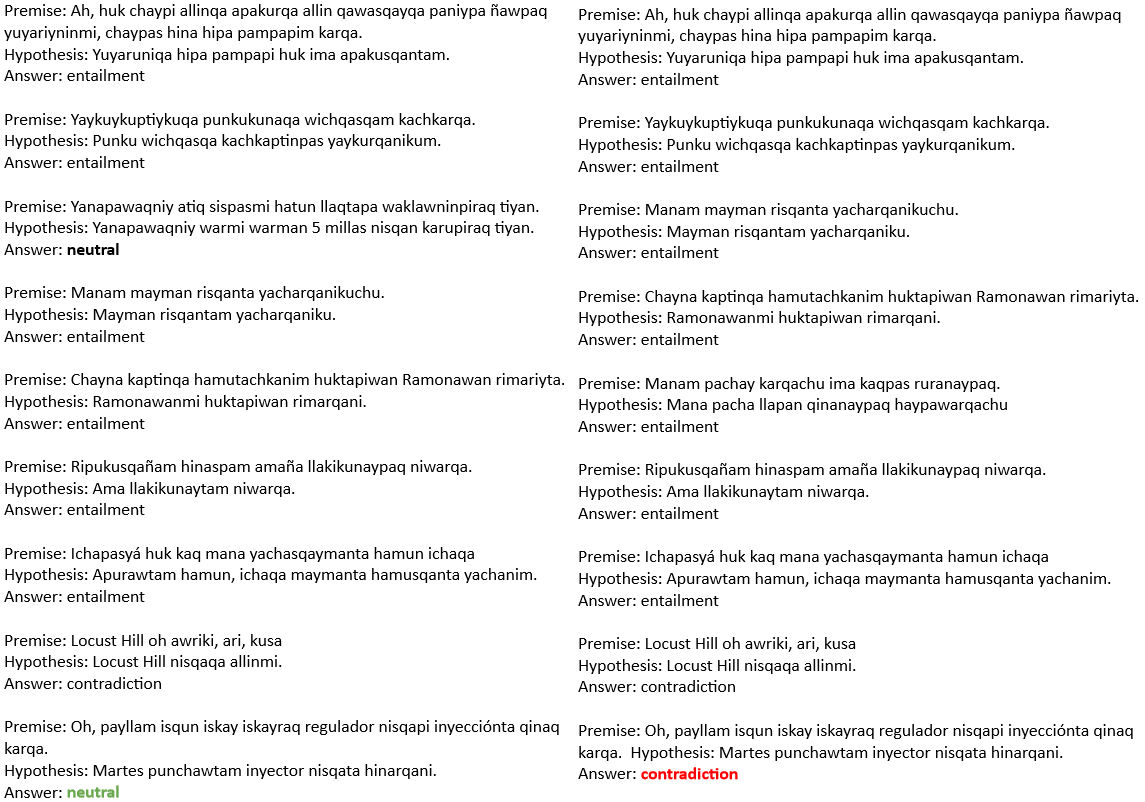 Premise: Ah, huk chaypi allinqa apakurqa allin qawasqayqa paniypa ñawpaq
yuyariyninmi, chaypas hina hipa pampapim karqa.
Hypothesis: Yuyaruniqa hipa pampapi huk ima apakusqantam.
Answer: entailment
Premise: Yaykuykuptiykuqa punkukunaqa wichqasqam kachkarqa.
Hypothesis: Punku wichqasqa kachkaptinpas yaykurqanikum.
Answer: entailment
Premise: Yanapawaqniy atiq sispasmi hatun llaqtapa waklawninpiraq tiyan.
Hypothesis: Yanapawaqniy warmi warman 5 millas nisqan karupiraq tiyan.
Answer: neutral
Premise: Manam mayman risqanta yacharqanikuchu.
Hypothesis: Mayman risqantam yacharqaniku.
Answer: entailment
Premise: Chayna kaptinqa hamutachkanim huktapiwan Ramonawan rimariyta.
Hypothesis: Ramonawanmi huktapiwan rimarqani.
Answer: entailment
Premise: Ripukusqañam hinaspam amaña llakikunaypaq niwarqa.
Hypothesis: Ama llakikunaytam niwarqa.
Answer: entailment
Premise: Ichapasyá huk kaq mana yachasqaymanta hamun ichaqa
Hypothesis: Apurawtam hamun, ichaqa maymanta hamusqanta yachanim.
Answer: entailment
Premise: Locust Hill oh awriki, ari, kusa
Hypothesis: Locust Hill nisqaqa allinmi.
Answer: contradiction
Premise: Oh, payllam isqun iskay iskayraq regulador nisqapi inyecciónta qinaq
karqa.
Hypothesis: Martes punchawtam inyector nisqata hinarqani.
Answer: neutral
Premise: Ah, huk chaypi allinqa apakurqa allin qawasqayqa paniypa ñawpaq
yuyariyninmi, chaypas hina hipa pampapim karqa.
Hypothesis: Yuyaruniqa hipa pampapi huk ima apakusqantam.
Answer: entailment
Premise: Yaykuykuptiykuqa punkukunaqa wichqasqam kachkarqa.
Hypothesis: Punku wichqasqa kachkaptinpas yaykurqanikum.
Answer: entailment
Premise: Manam mayman risqanta yacharqanikuchu.
Hypothesis: Mayman risqantam yacharqaniku.
Answer: entailment
Premise: Chayna kaptinqa hamutachkanim huktapiwan Ramonawan rimariyta.
Hypothesis: Ramonawanmi huktapiwan rimarqani.
Answer: entailment
Premise: Manam pachay karqachu ima kaqpas ruranaypaq.
Hypothesis: Mana pacha llapan qinanaypaq haypawarqachu
Answer: entailment
Premise: Ripukusqañam hinaspam amaña llakikunaypaq niwarqa.
Hypothesis: Ama llakikunaytam niwarqa.
Answer: entailment
Premise: Ichapasyá huk kaq mana yachasqaymanta hamun ichaqa
Hypothesis: Apurawtam hamun, ichaqa maymanta hamusqanta yachanim.
Answer: entailment
Premise: Locust Hill oh awriki, ari, kusa
Hypothesis: Locust Hill nisqaqa allinmi.
Answer: contradiction
Premise: Oh, payllam isqun iskay iskayraq regulador nisqapi inyecciónta qinaq
karqa.  Hypothesis: Martes punchawtam inyector nisqata hinarqani.
Answer: contradiction